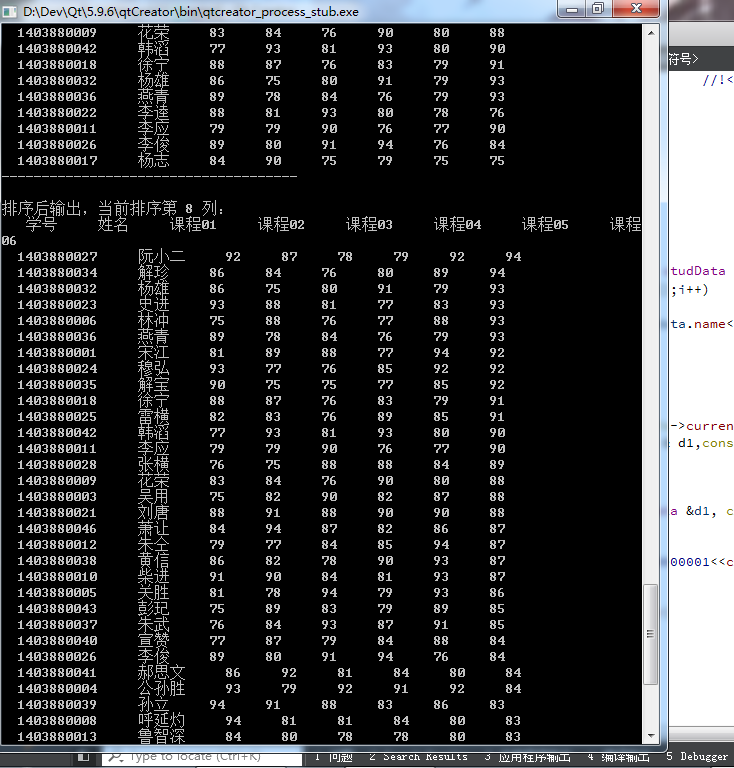 D:\Dev\Qt\5.9.6\qtCreator\bin\qtcreator_process_stub.exe
1403880009 花荣 83 84 76 90 80 88
1403880042 韩滔 77 93 81 93 80 90
1403880018 徐宁 88 87 76 83 79 91
1403880032 杨雄 86 75 80 91 79 93
1403880036 燕青 89 78 84 76 79 93
1403880022 李逵 88 81 93 80 78 76
1403880011 李应 79 79 90 76 77 90
1403880026 李俊 89 80 91 94 76 84
1403880017 杨志 84 90 75 79 75 75
-------------------------------------
排序后输出，当前排序第 8 列：
学号 姓名 课程01 课程02 课程03 课程04 课程05 课程
06
1403880027 阮小二 92 87 78 79 92 94
1403880034 解珍 86 84 76 80 89 94
1403880032 杨雄 86 75 80 91 79 93
1403880023 史进 93 88 81 77 83 93
1403880006 林冲 75 88 76 77 88 93
1403880036 燕青 89 78 84 76 79 93
1403880001 宋江 81 89 88 77 94 92
1403880024 穆弘 93 77 76 85 92 92
1403880035 解宝 90 75 75 77 85 92
1403880018 徐宁 88 87 76 83 79 91
1403880025 雷横 82 83 76 89 85 91
1403880042 韩滔 77 93 81 93 80 90
1403880011 李应 79 79 90 76 77 90
1403880028 张横 76 75 88 88 84 89
1403880009 花荣 83 84 76 90 80 88
1403880003 吴用 75 82 90 82 87 88
1403880021 刘唐 88 91 88 90 90 88
1403880046 萧让 84 94 87 82 86 87
1403880012 朱仝 79 77 84 85 94 87
1403880038 黄信 86 82 78 90 93 87
1403880010 柴进 91 90 84 81 93 87
1403880005 关胜 81 78 94 79 93 86
1403880043 彭玘 75 89 83 79 89 85
1403880037 朱武 76 84 93 87 91 85
1403880040 宣赞 77 87 79 84 88 84
1403880026 李俊 89 80 91 94 76 84
1403880041 郝思文 86 92 81 84 80 84
1403880004 公孙胜 93 79 92 91 92 84
1403880039 孙立 94 91 88 83 86 83
1403880008 呼延灼 94 81 81 84 80 83
1403880013 鲁智深 84 80 78 78 80 83
符号>
//!<
tudData
;i++)
ta.name<
->curren
d1,cons
a &d1, c
00001<<c
Type to locate (Ctrl+K) 1 问题 2 Search Results 3 应用程序输出 4 编译输出 5 Debugger